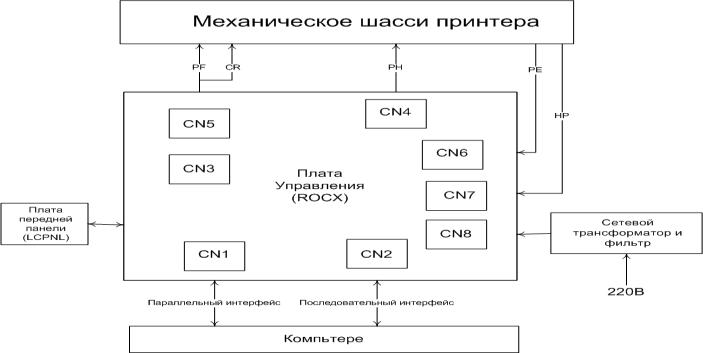 Механическое шасси принтера
PF
CR
PH
PE
HP
CN5
CN4
CN3
CN6
CN7
CN8
Плата
Управления
(ROCX)
Плата
передней
панели
(LCPNL)
Сетевой
трансформатор и
фильтр
CN1
CN2
220В
Параллельный интерфейс
Последовательный интерфейс
Компьтере